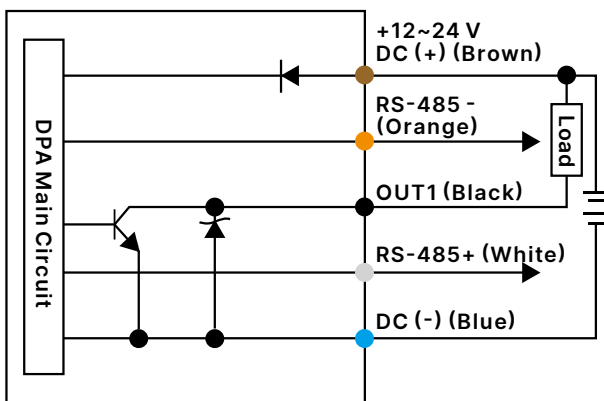 +12~24 V
DC (+) (Brown)
RS-485 -
(Orange)
Load
OUT1 (Black)
DPA Main Circuit
RS-485+ (White)
DC (-) (Blue)